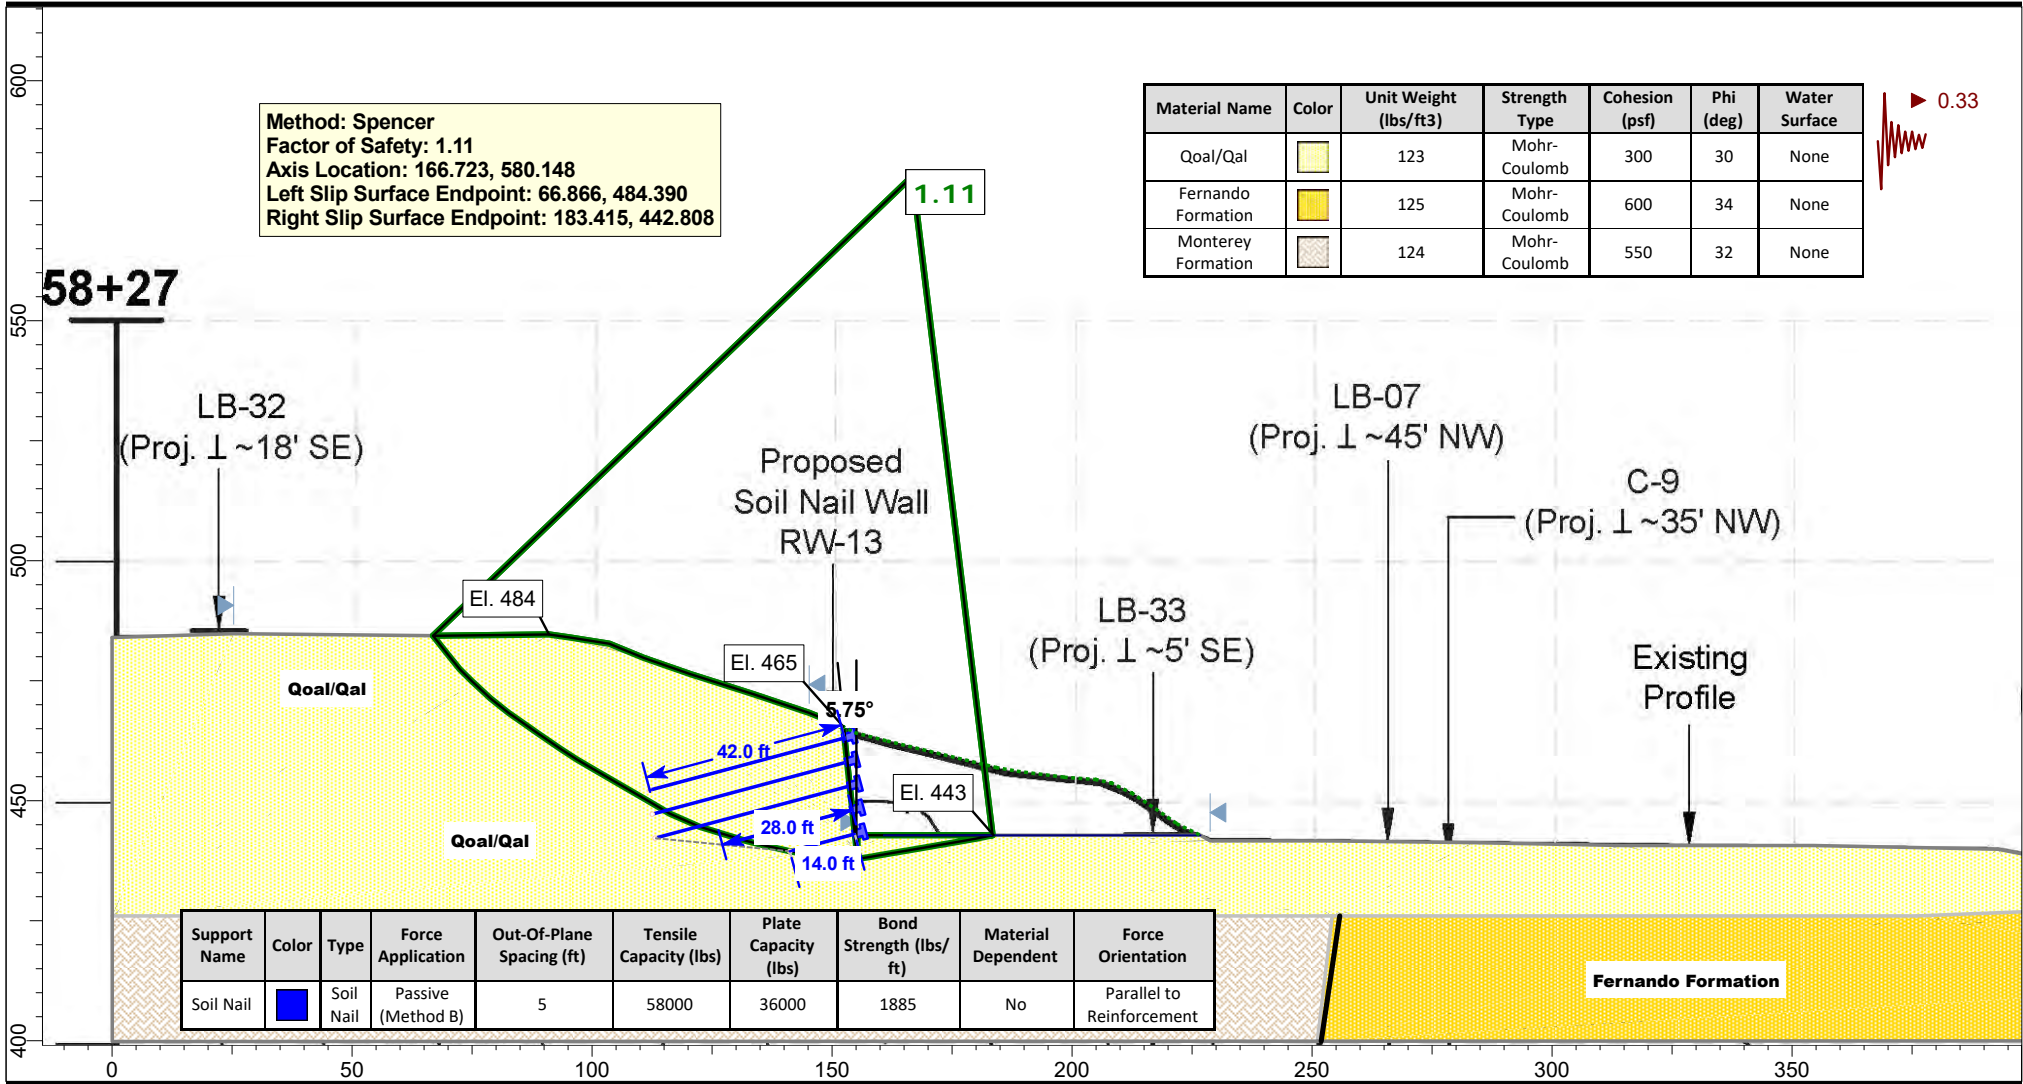 600
550
500
450
400
Method: Spencer
Factor of Safety: 1.11
Axis Location: 166.723, 580.148
Left Slip Surface Endpoint: 66.866, 484.390
Right Slip Surface Endpoint: 183.415, 442.808
1.11
Material Name Color Unit Weight (lbs/ft3) Strength Type Cohesion (psf) Phi (deg) Water Surface
Qoal/Qal 123 Mohr-Coulomb 300 30 None
Fernando Formation 125 Mohr-Coulomb 600 34 None
Monterey Formation 124 Mohr-Coulomb 550 32 None
0.33
58+27
LB-32
(Proj. ⊥ ~18' SE)
Proposed
Soil Nail Wall
RW-13
LB-07
(Proj. ⊥ ~45' NW)
C-9
(Proj. ⊥ ~35' NW)
LB-33
(Proj. ⊥ ~5' SE)
Existing
Profile
El. 484
El. 465
5.75°
El. 443
Qoal/Qal
42.0 ft
28.0 ft
14.0 ft
Qoal/Qal
Support Name Color Type Force Application Out-Of-Plane Spacing (ft) Tensile Capacity (lbs) Plate Capacity (lbs) Bond Strength (lbs/ft) Material Dependent Force Orientation
Soil Nail Soil Nail Passive (Method B) 5 58000 36000 1885 No Parallel to Reinforcement
Fernando Formation
0 50 100 150 200 250 300 350